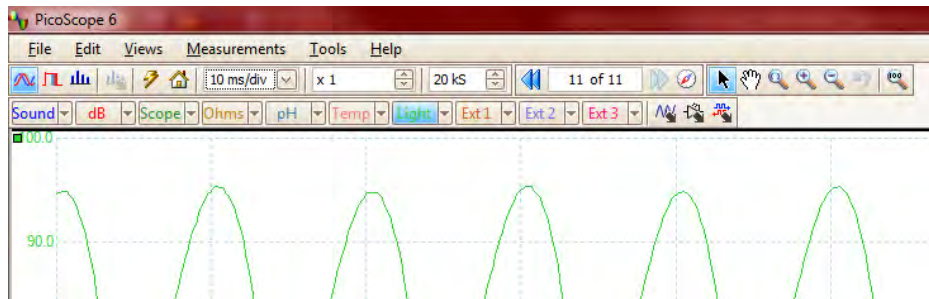 PicoScope 6
File Edit Views Measurements Tools Help
10 ms/div x 1 20 kS 11 of 11 100
Sound dB Scope Ohms pH Temp Light Ext 1 Ext 2 Ext 3
100.0
90.0